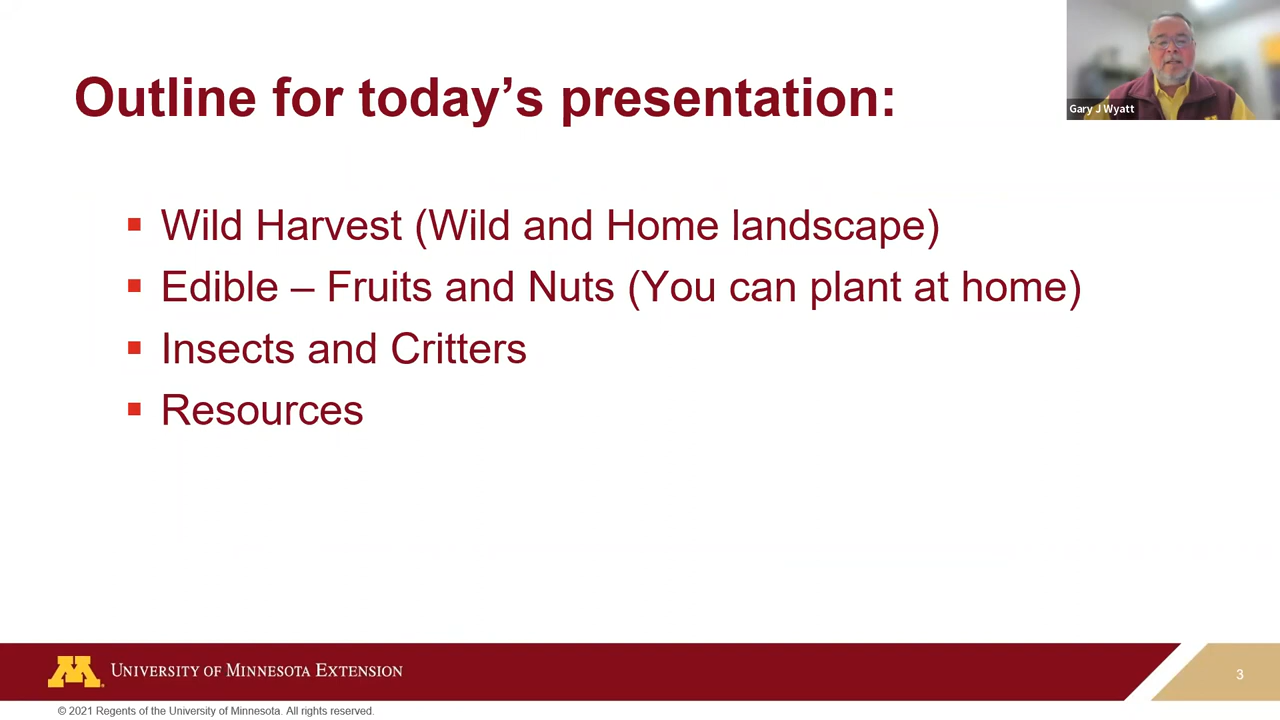 Outline for today's presentation:
Gary J Wyatt
Wild Harvest (Wild and Home landscape)
Edible – Fruits and Nuts (You can plant at home)
Insects and Critters
Resources
M
UNIVERSITY OF MINNESOTA EXTENSION
3
© 2021 Regents of the University of Minnesota. All rights reserved.